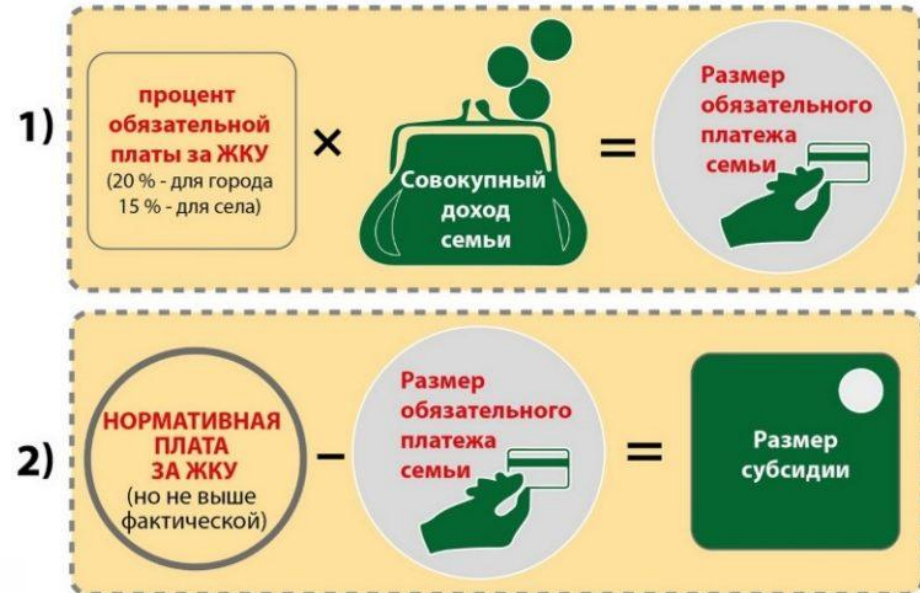 1)
процент
обязательной
платы за ЖКУ
(20 % - для города
15 % - для села)
×
Совокупный
доход
семьи
=
Размер
обязательного
платежа
семьи
2)
НОРМАТИВНАЯ
ПЛАТА
ЗА ЖКУ
(но не выше
фактической)
–
Размер
обязательного
платежа
семьи
=
Размер
субсидии